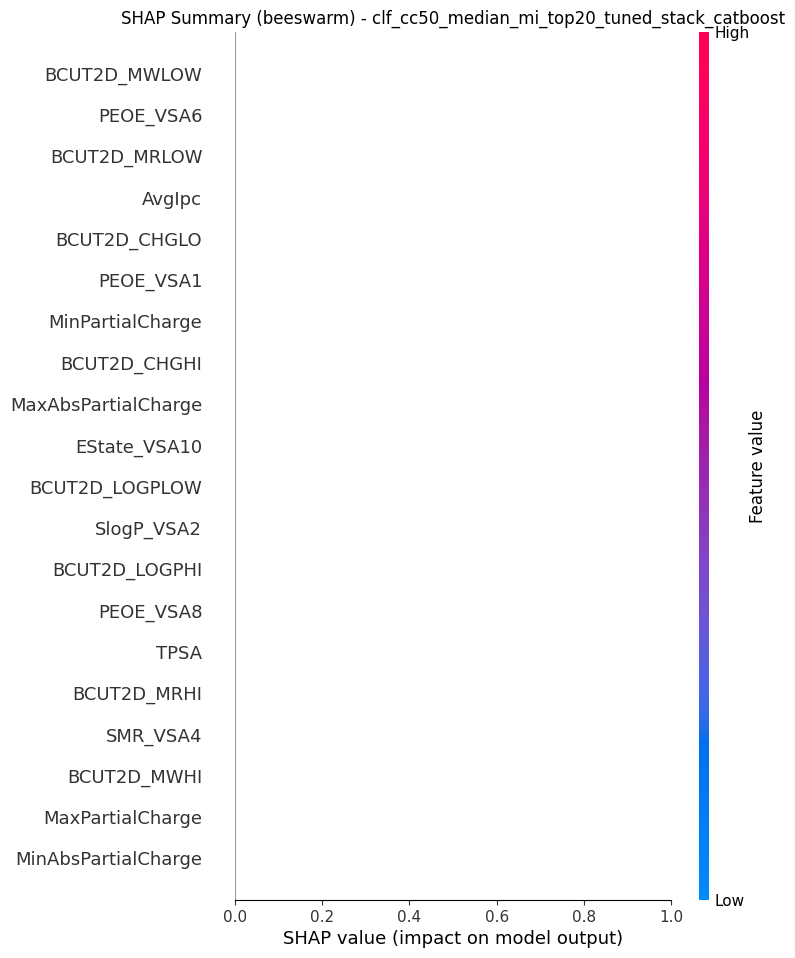 SHAP Summary (beeswarm) - clf_cc50_median_mi_top20_tuned_stack_catboost
High
BCUT2D_MWLOW
PEOE_VSA6
BCUT2D_MRLOW
AvgIpc
BCUT2D_CHGLO
PEOE_VSA1
MinPartialCharge
BCUT2D_CHGHI
MaxAbsPartialCharge
EState_VSA10
BCUT2D_LOGPLOW
SlogP_VSA2
BCUT2D_LOGPHI
PEOE_VSA8
TPSA
BCUT2D_MRHI
SMR_VSA4
BCUT2D_MWHI
MaxPartialCharge
MinAbsPartialCharge
Feature value
Low
0.0 0.2 0.4 0.6 0.8 1.0
SHAP value (impact on model output)